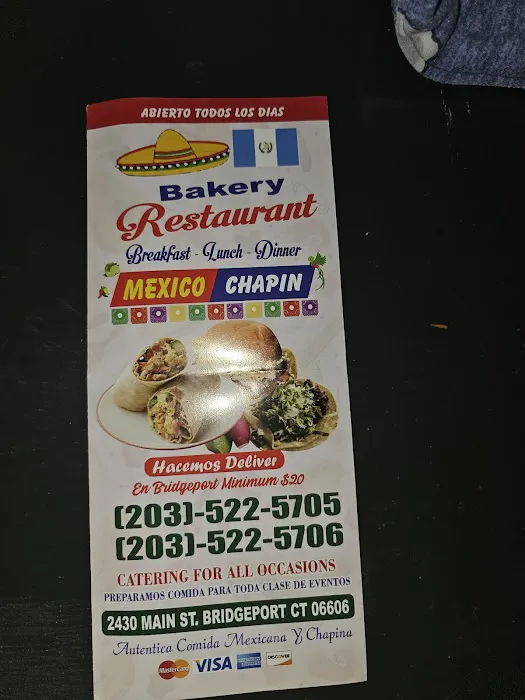 ABIERTO TODOS LOS DIAS
Bakery
Restaurant
Breakfast - Lunch - Dinner
MEXICO CHAPIN
Hacemos Deliver
En Bridgeport Minimum $20
(203)-522-5705
(203)-522-5706
CATERING FOR ALL OCCASIONS
PREPARAMOS COMIDA PARA TODA CLASE DE EVENTOS
2430 MAIN ST. BRIDGEPORT CT 06606
Autentica Comida Mexicana Y Chapina
MasterCard VISA AMERICAN EXPRESS DISCOVER